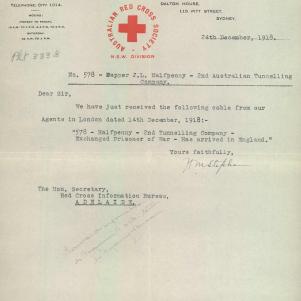 TELEPHONE CITY 1014.
AUSTRALIAN RED CROSS SOCIETY
N.S.W. DIVISION
DALTON HOUSE,
115 PITT STREET,
SYDNEY.
24th December, 1918.
No. 578 - Sapper J.L. Halfpenny - 2nd Australian Tunnelling
Company.
Dear Sir,
We have just received the following cable from our
Agents in London dated 14th December, 1918:-
"578 - Halfpenny - 2nd Tunnelling Company -
Exchanged Prisoner of War - Has arrived in England."
Yours faithfully,
The Hon. Secretary,
Red Cross Information Bureau,
ADELAIDE.